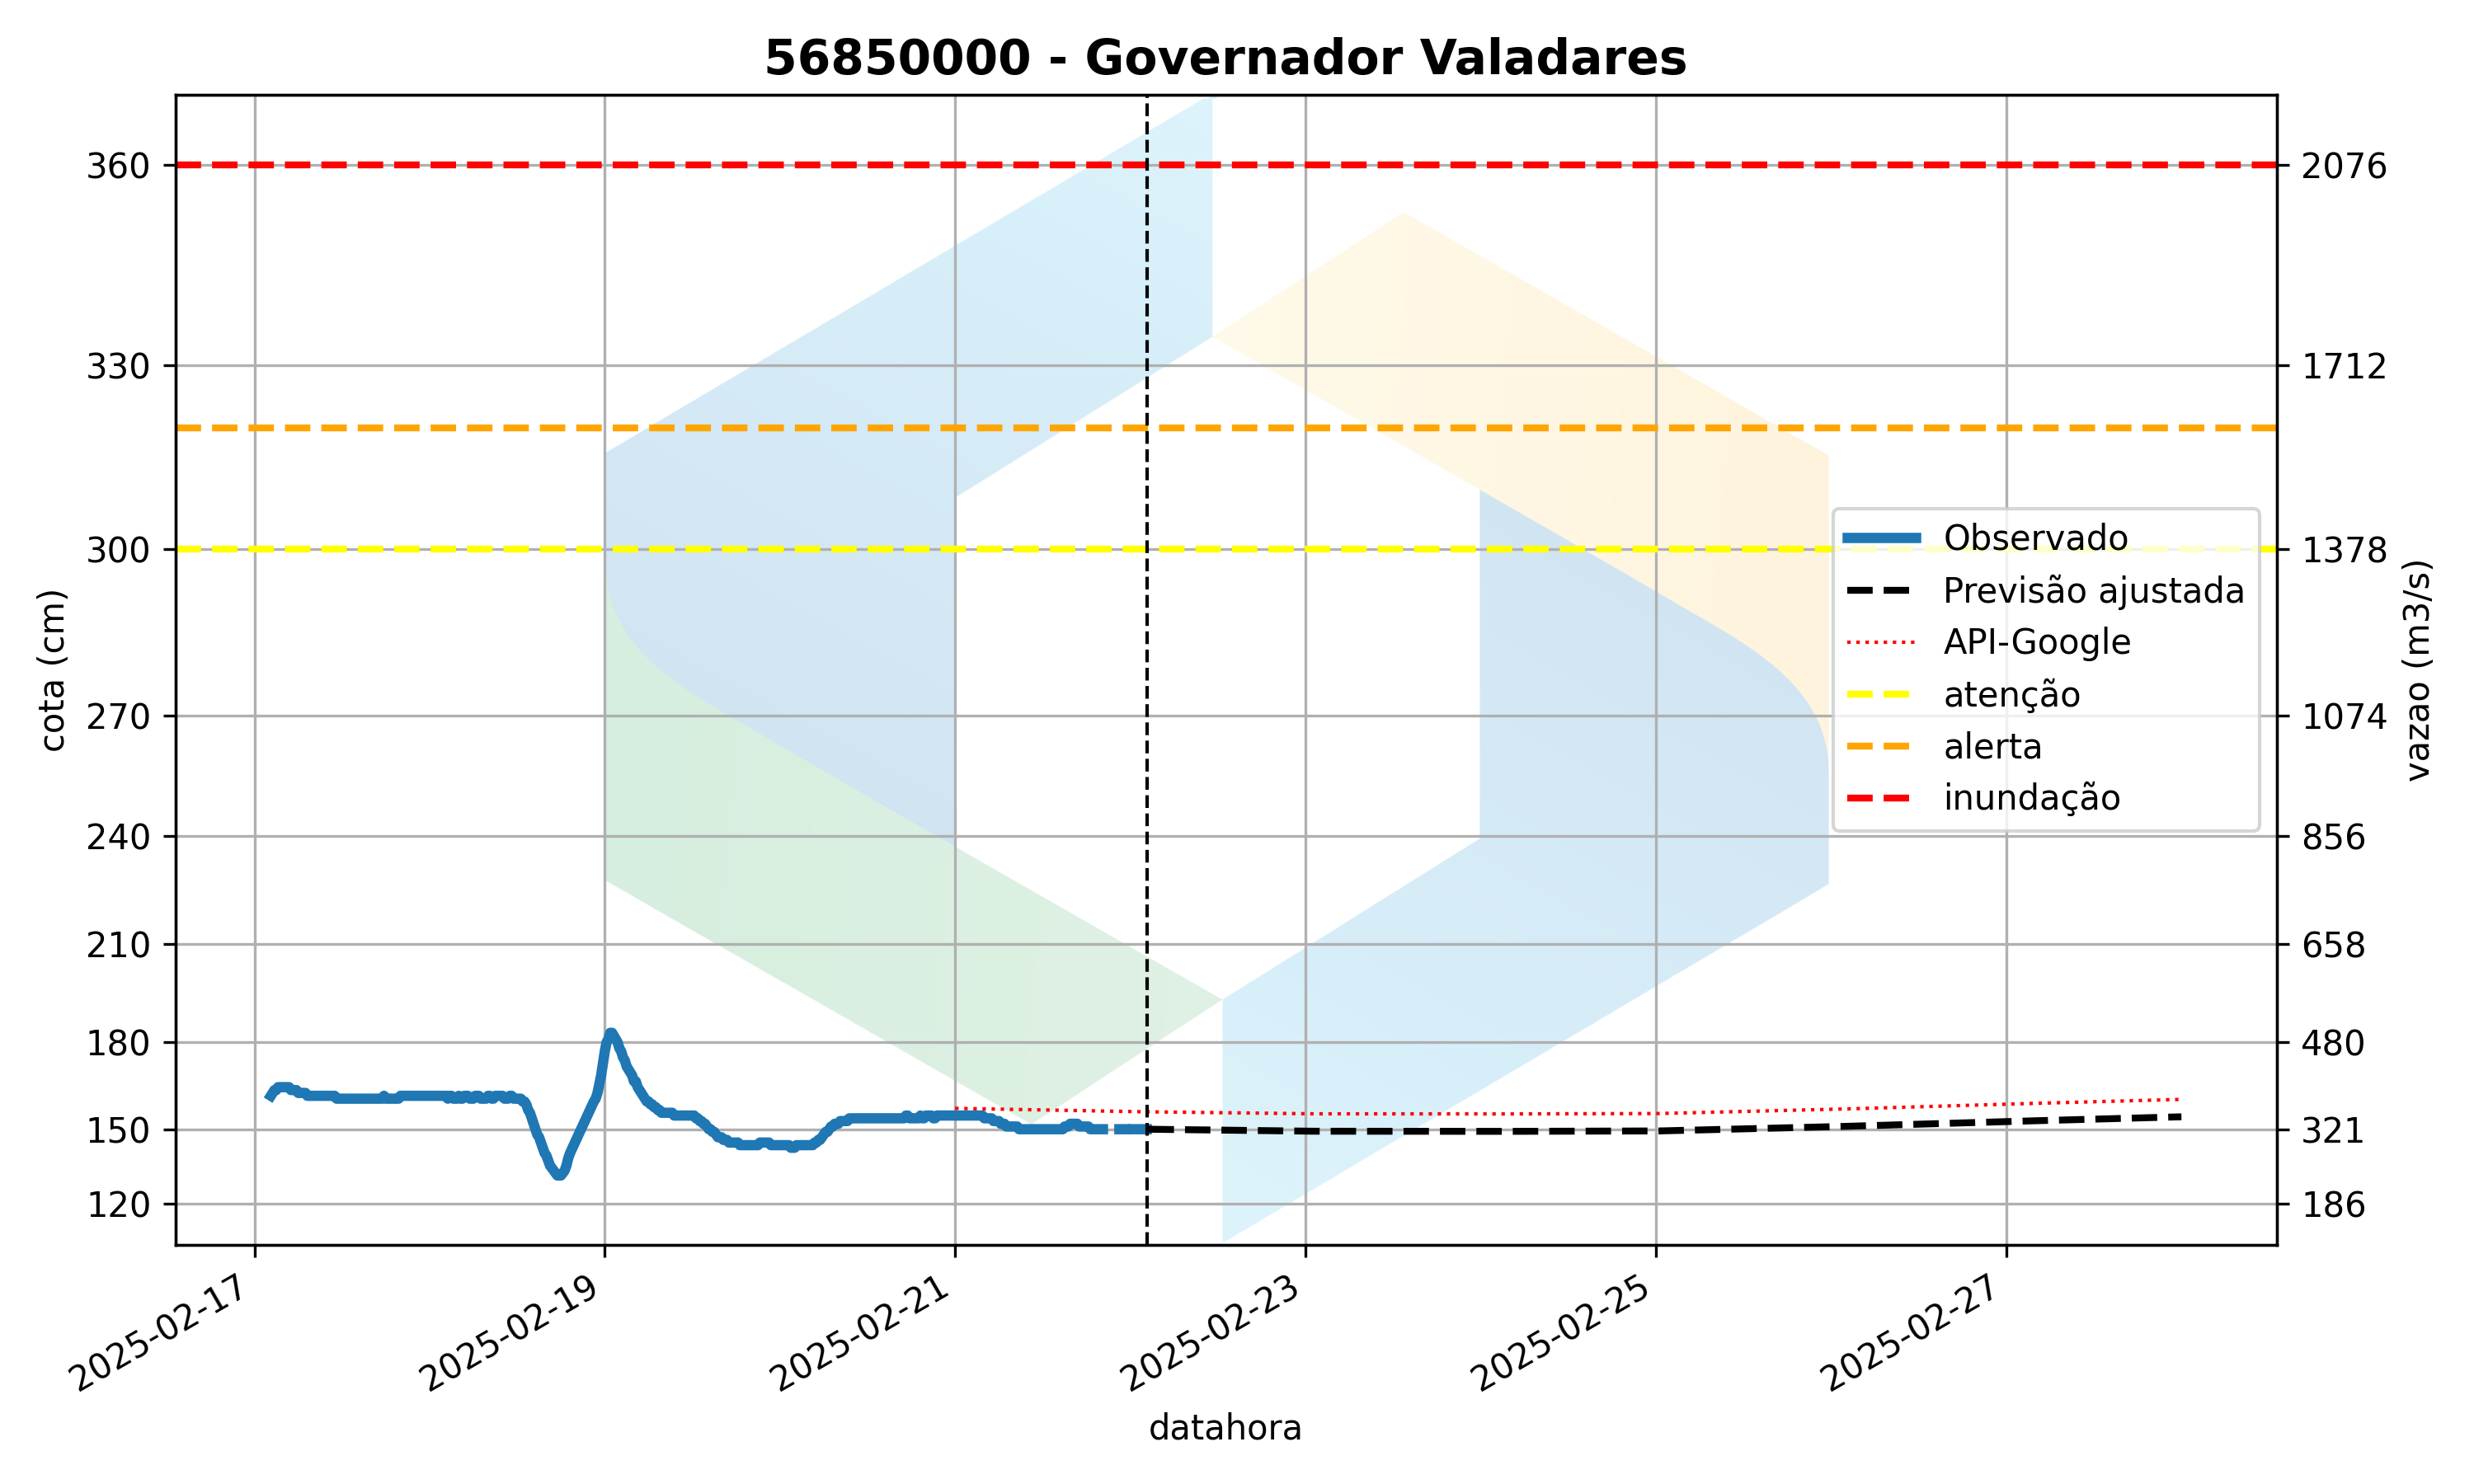 56850000 - Governador Valadares
cota (cm)
360
330
300
270
240
210
180
150
120
2076
1712
1378
1074
856
658
480
321
186
vazao (m3/s)
Observado
Previsão ajustada
API-Google
atenção
alerta
inundação
2025-02-17
2025-02-19
2025-02-21
2025-02-23
2025-02-25
2025-02-27
datahora